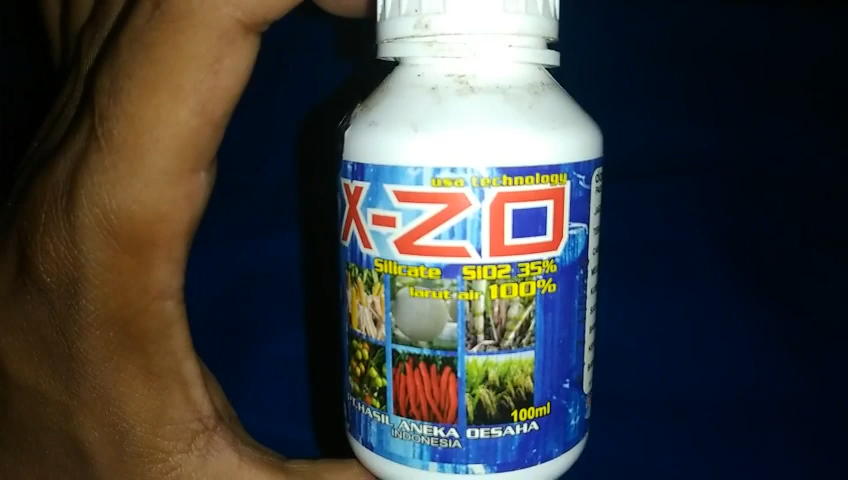 usa technology
X-ZO
Silicate SiO2 35%
larut air 100%
100ml
PT.HASIL ANEKA OESAHA
INDONESIA